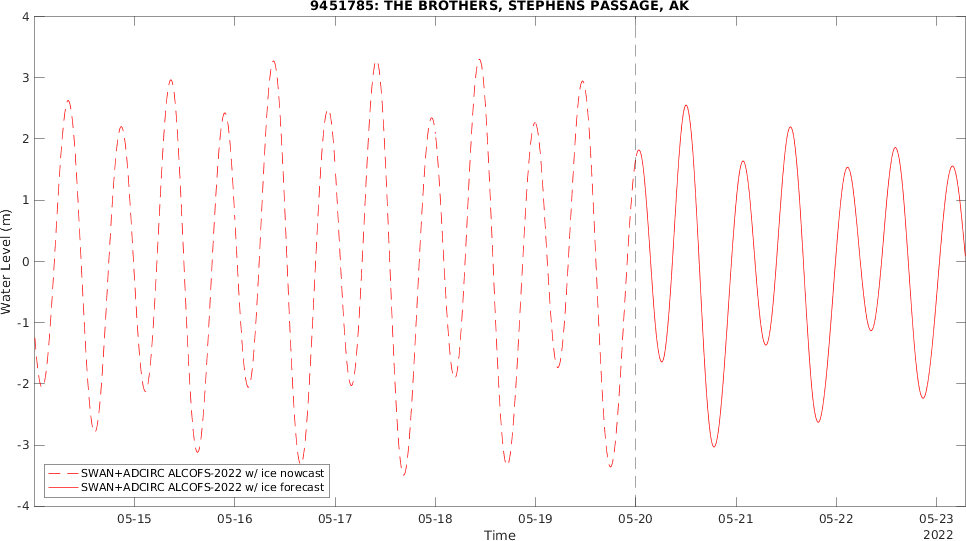 9451785: THE BROTHERS, STEPHENS PASSAGE, AK
Water Level (m)
4
3
2
1
0
-1
-2
-3
-4
SWAN+ADCIRC ALCOFS-2022 w/ ice nowcast
SWAN+ADCIRC ALCOFS-2022 w/ ice forecast
05-15 05-16 05-17 05-18 05-19 05-20 05-21 05-22 05-23
Time
2022